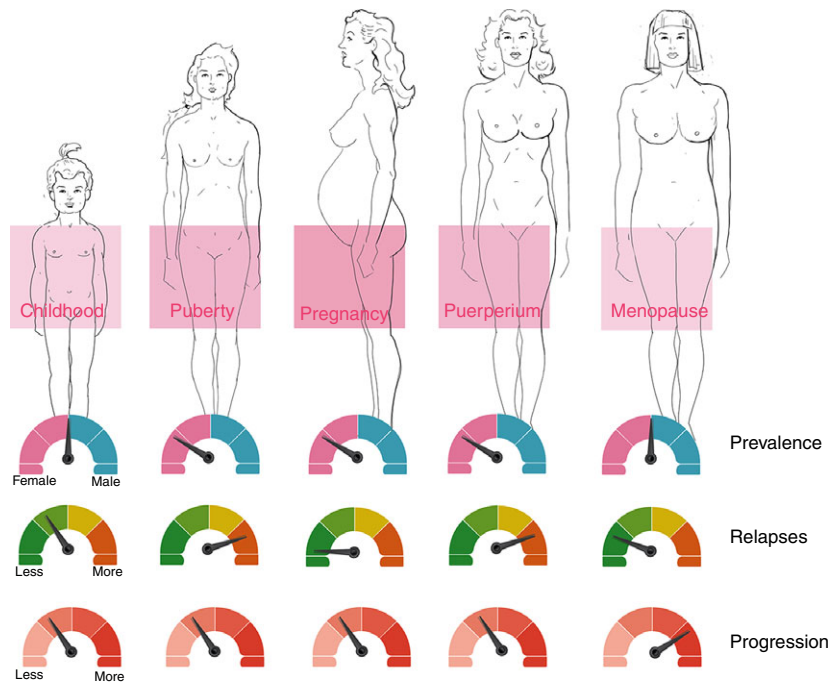 Childhood
Puberty
Pregnancy
Puerperium
Menopause
Prevalence
Female
Male
Relapses
Less
More
Progression
Less
More